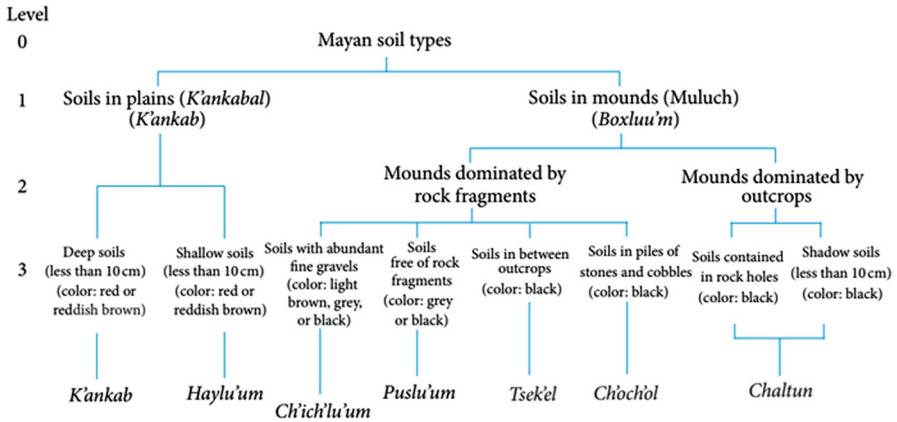 Level
0
Mayan soil types
1
Soils in plains (K'ankabal)
(K'ankab)
Soils in mounds (Muluch)
(Boxluu'm)
2
Mounds dominated by
rock fragments
Mounds dominated by
outcrops
3
Deep soils
(less than 10 cm)
(color: red or
reddish brown)
Shallow soils
(less than 10 cm)
(color: red or
reddish brown)
Soils with abundant
fine gravels
(color: light
brown, grey,
or black)
Soils
free of rock
fragments
(color: grey
or black)
Soils in between
outcrops
(color: black)
Soils in piles of
stones and cobbles
(color: black)
Soils contained
in rock holes
(color: black)
Shadow soils
(less than 10 cm)
(color: black)
K'ankab
Haylu'um
Ch'ich'lu'um
Puslu'um
Tsek'el
Ch'och'ol
Chaltun